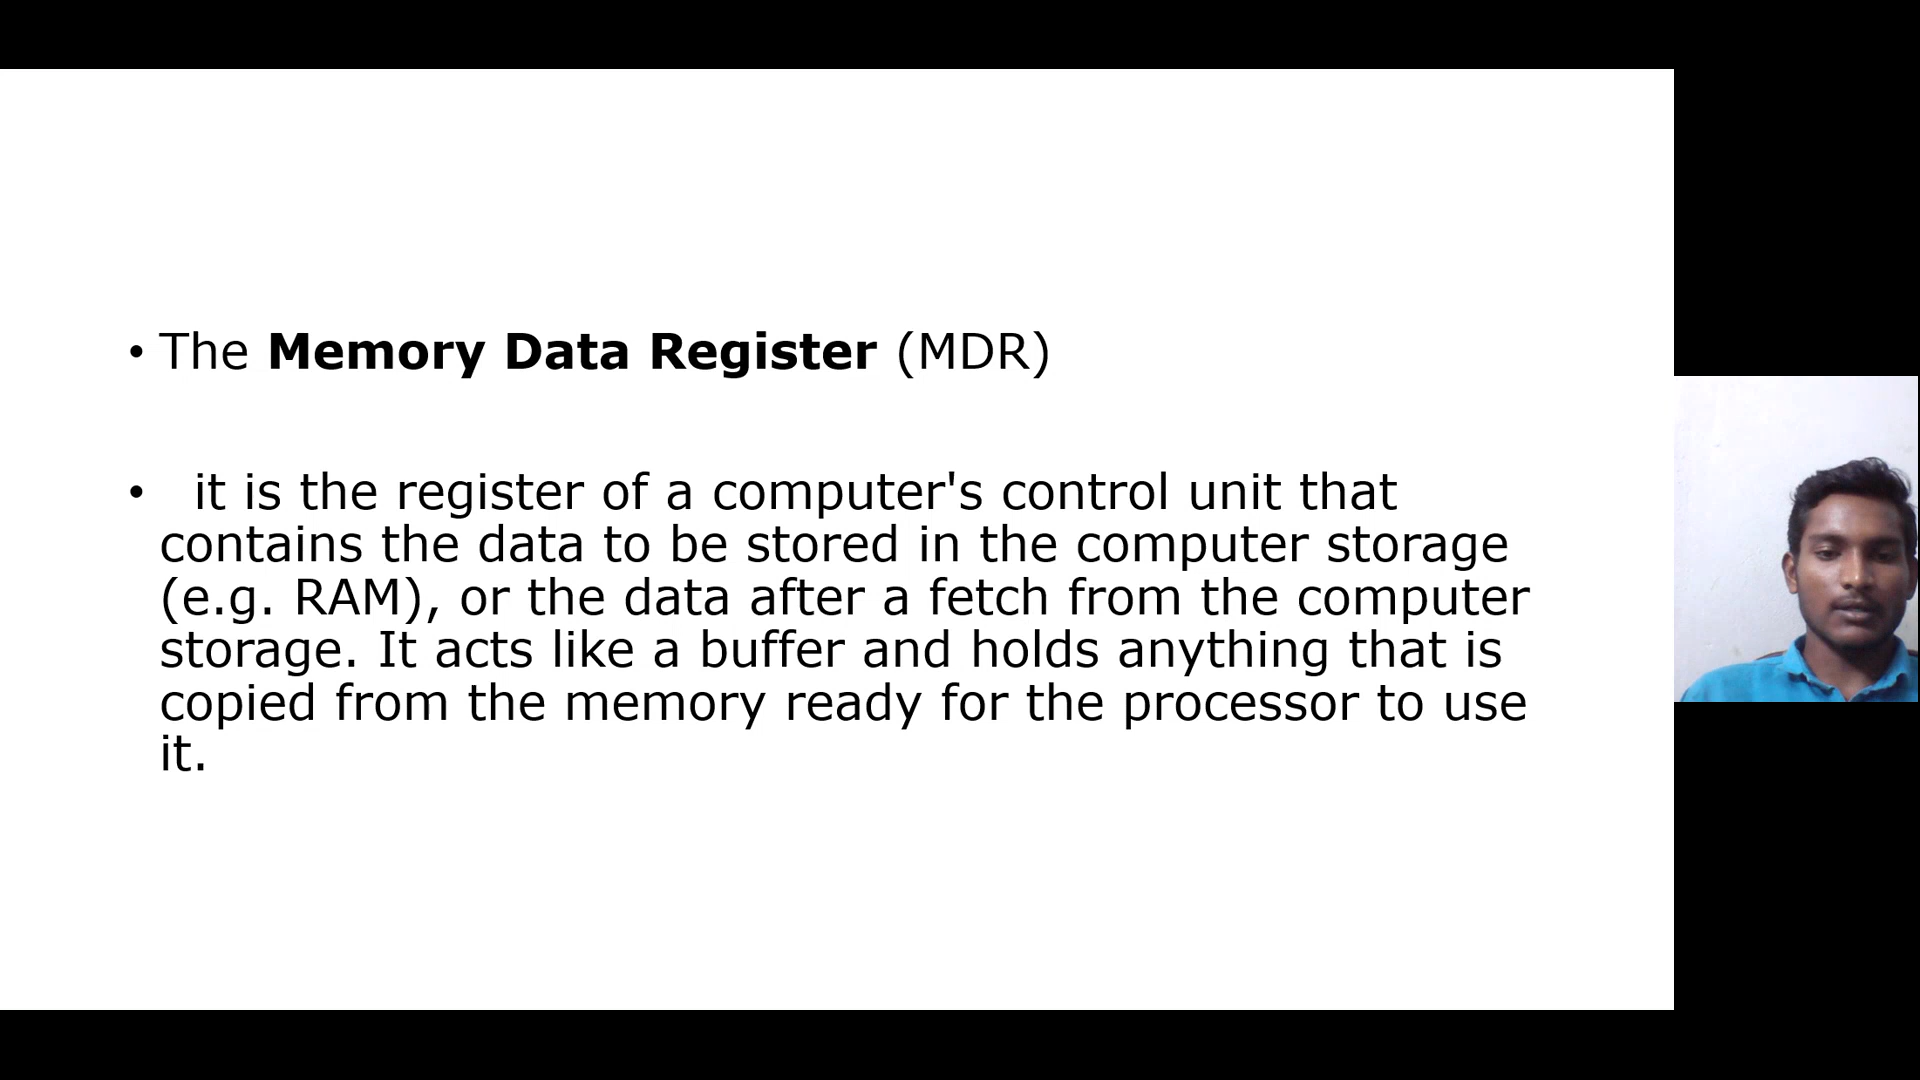 • The Memory Data Register (MDR)
• it is the register of a computer's control unit that
contains the data to be stored in the computer storage
(e.g. RAM), or the data after a fetch from the computer
storage. It acts like a buffer and holds anything that is
copied from the memory ready for the processor to use
it.